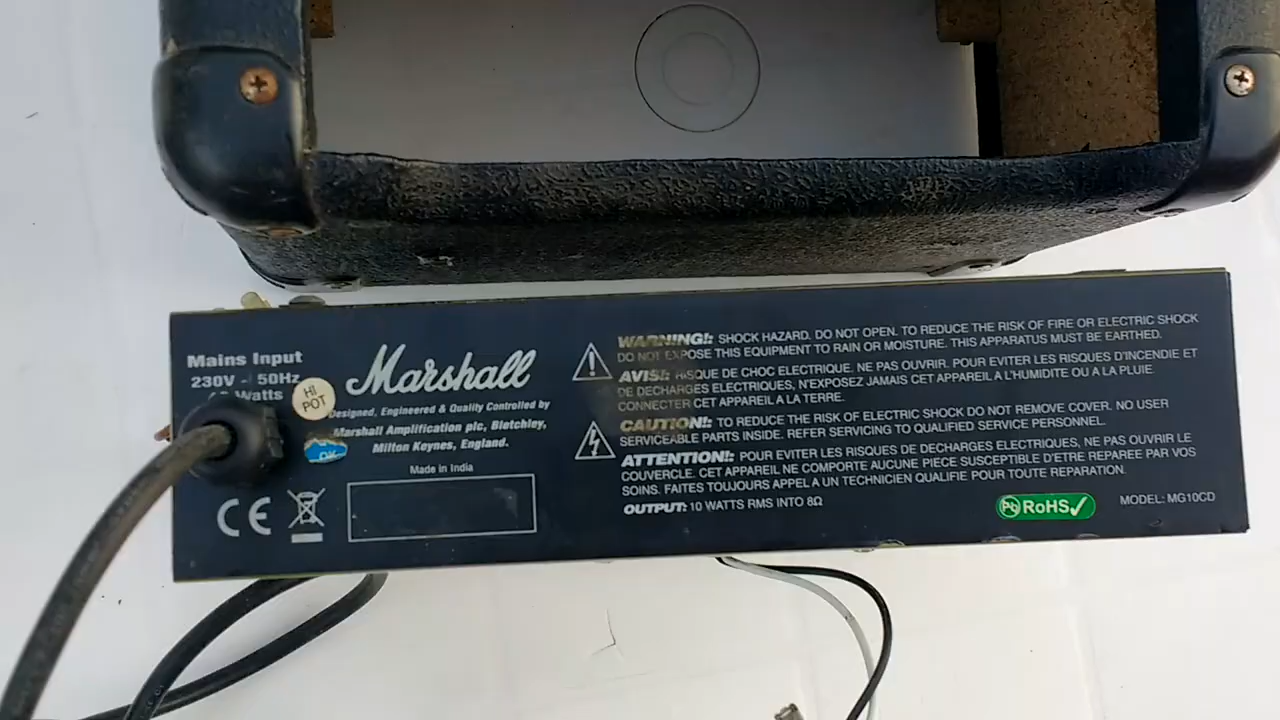 Mains Input
230V ~ 50Hz
Watts
HI
POT
OK
Marshall
Designed, Engineered & Quality Controlled by
Marshall Amplification plc, Bletchley,
Milton Keynes, England.
Made in India
CE
WARNING!: SHOCK HAZARD. DO NOT OPEN. TO REDUCE THE RISK OF FIRE OR ELECTRIC SHOCK
DO NOT EXPOSE THIS EQUIPMENT TO RAIN OR MOISTURE. THIS APPARATUS MUST BE EARTHED.
AVIS!: RISQUE DE CHOC ELECTRIQUE. NE PAS OUVRIR. POUR EVITER LES RISQUES D'INCENDIE ET
DE DECHARGES ELECTRIQUES, N'EXPOSEZ JAMAIS CET APPAREIL A L'HUMIDITE OU A LA PLUIE.
CONNECTER CET APPAREIL A LA TERRE.
CAUTION!: TO REDUCE THE RISK OF ELECTRIC SHOCK DO NOT REMOVE COVER. NO USER
SERVICEABLE PARTS INSIDE. REFER SERVICING TO QUALIFIED SERVICE PERSONNEL.
ATTENTION!: POUR EVITER LES RISQUES DE DECHARGES ELECTRIQUES, NE PAS OUVRIR LE
COUVERCLE. CET APPAREIL NE COMPORTE AUCUNE PIECE SUSCEPTIBLE D'ETRE REPAREE PAR VOS
SOINS. FAITES TOUJOURS APPEL A UN TECHNICIEN QUALIFIE POUR TOUTE REPARATION.
OUTPUT: 10 WATTS RMS INTO 8Ω
Pb RoHS
MODEL: MG10CD